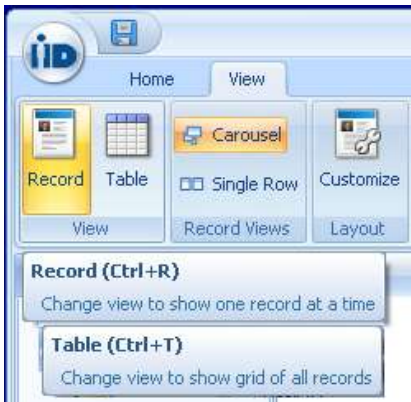 iiD
Home View
Record Table Carousel Single Row Customize
View Record Views Layout
Record (Ctrl+R)
Change view to show one record at a time
Table (Ctrl+T)
Change view to show grid of all records